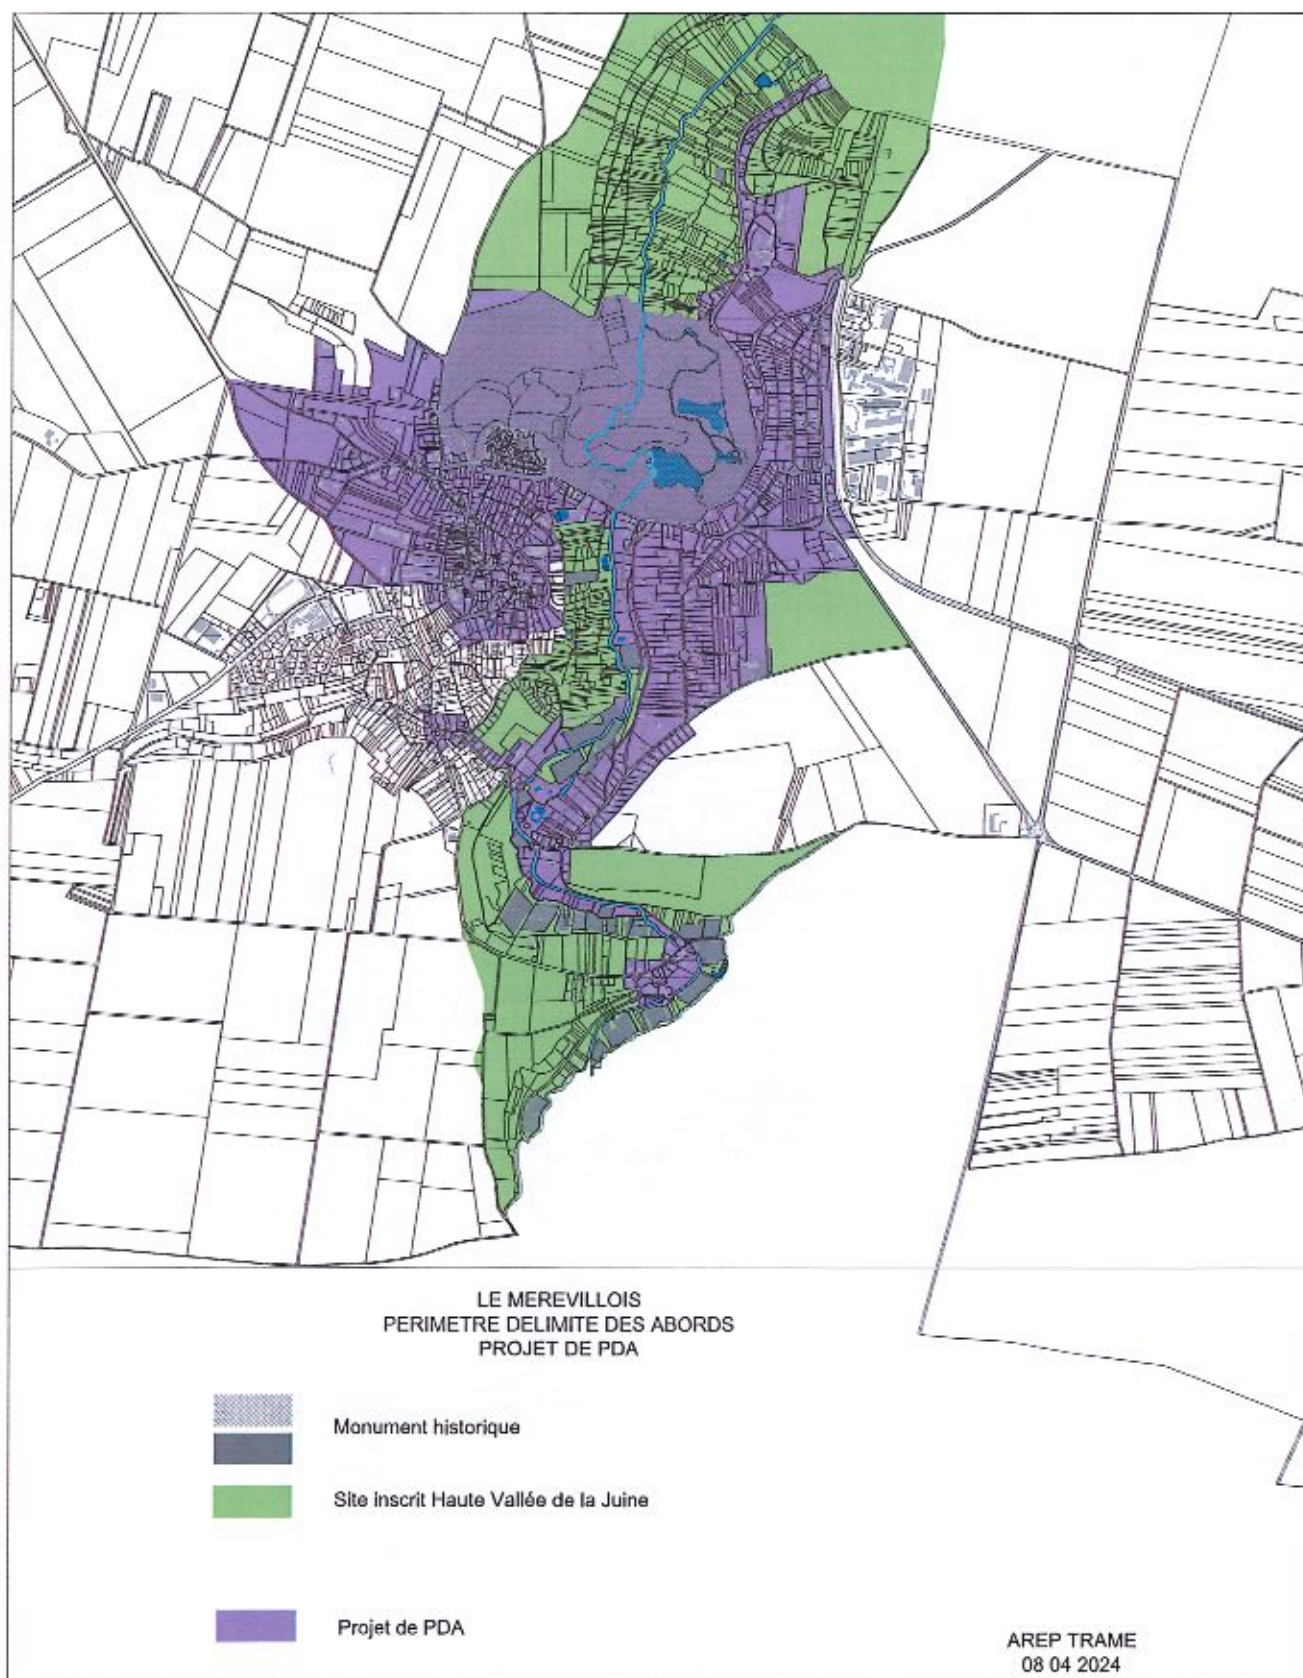 LE MEREVILLOIS
PERIMETRE DELIMITE DES ABORDS
PROJET DE PDA
Monument historique
Site inscrit Haute Vallée de la Juine
Projet de PDA
AREP TRAME
08 04 2024